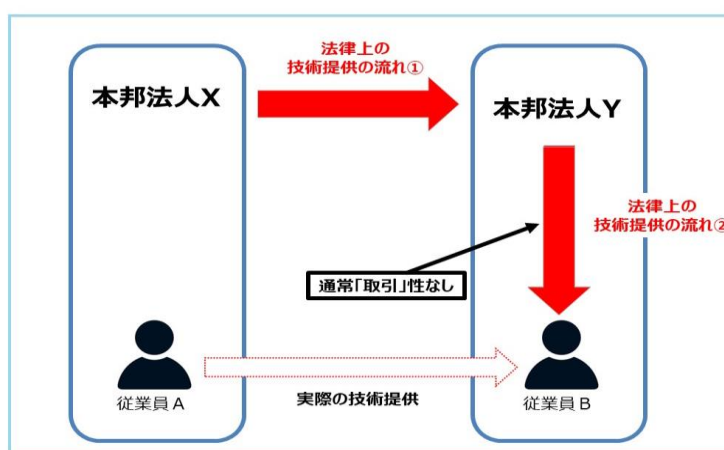 法律上の
技術提供の流れ①
本邦法人X
本邦法人Y
法律上の
技術提供の流れ②
通常「取引」性なし
実際の技術提供
従業員A
従業員B